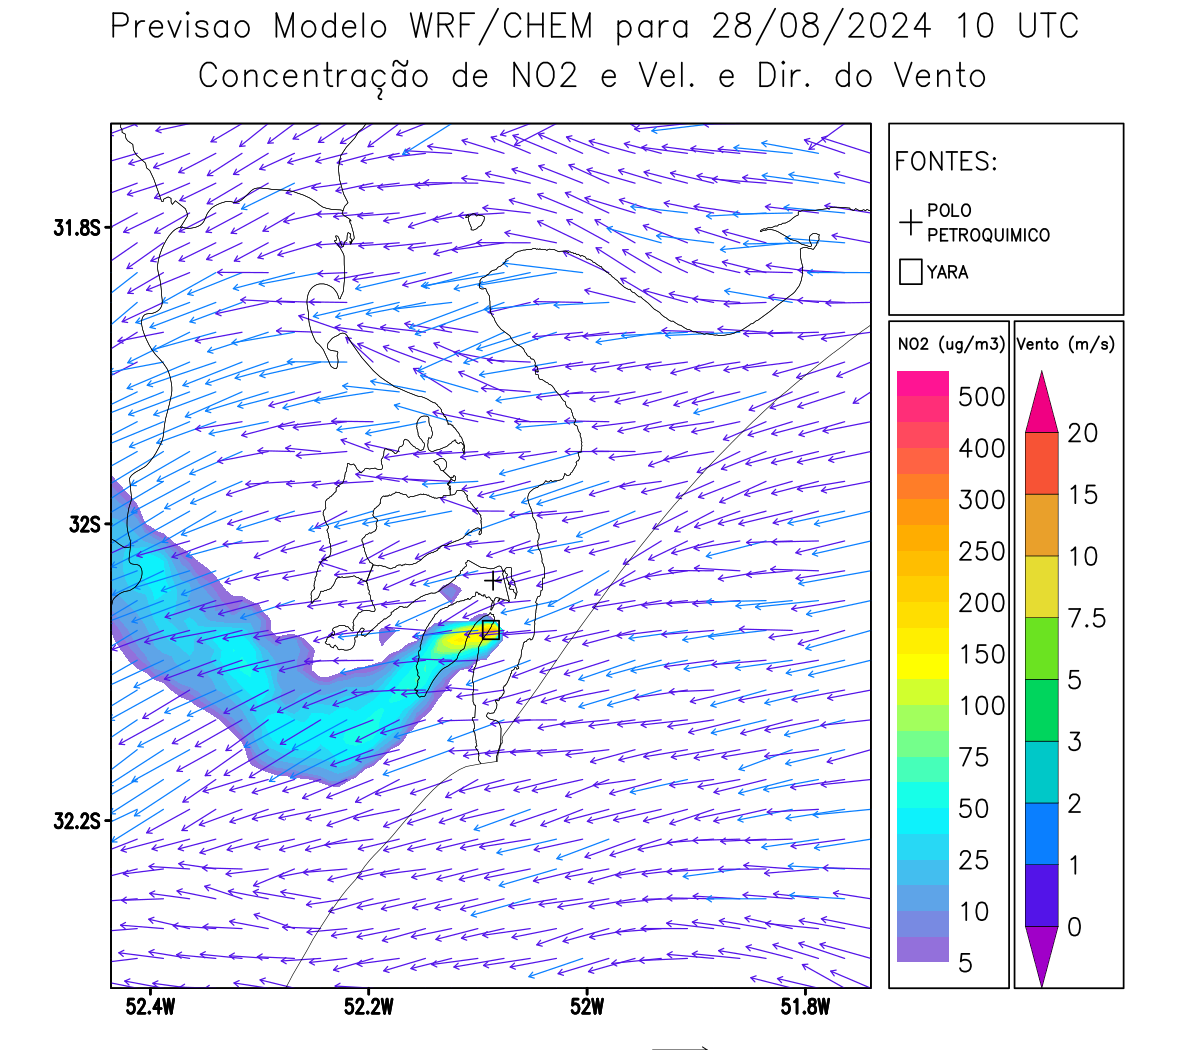 Previsao Modelo WRF/CHEM para 28/08/2024 10 UTC
Concentração de NO2 e Vel. e Dir. do Vento
FONTES:
POLO
PETROQUIMICO
YARA
NO2 (ug/m3)
500
400
300
250
200
150
100
75
50
25
10
5
Vento (m/s)
20
15
10
7.5
5
3
2
1
0
31.8S
32S
32.2S
52.4W
52.2W
52W
51.8W